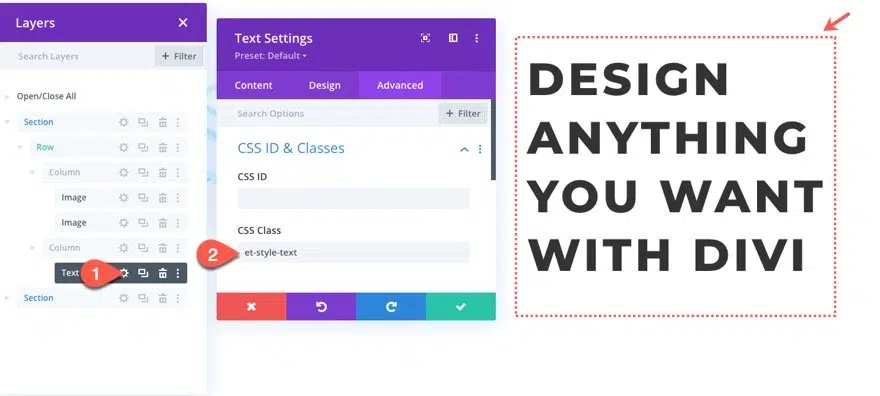 Layers
Search Layers
+ Filter
Open/Close All
Section
Row
Column
Image
Image
Column
Text
1
Section
Text Settings
Preset: Default
Content Design Advanced
Search Options
+ Filter
CSS ID & Classes
CSS ID
CSS Class
2
et-style-text
DESIGN
ANYTHING
YOU WANT
WITH DIVI